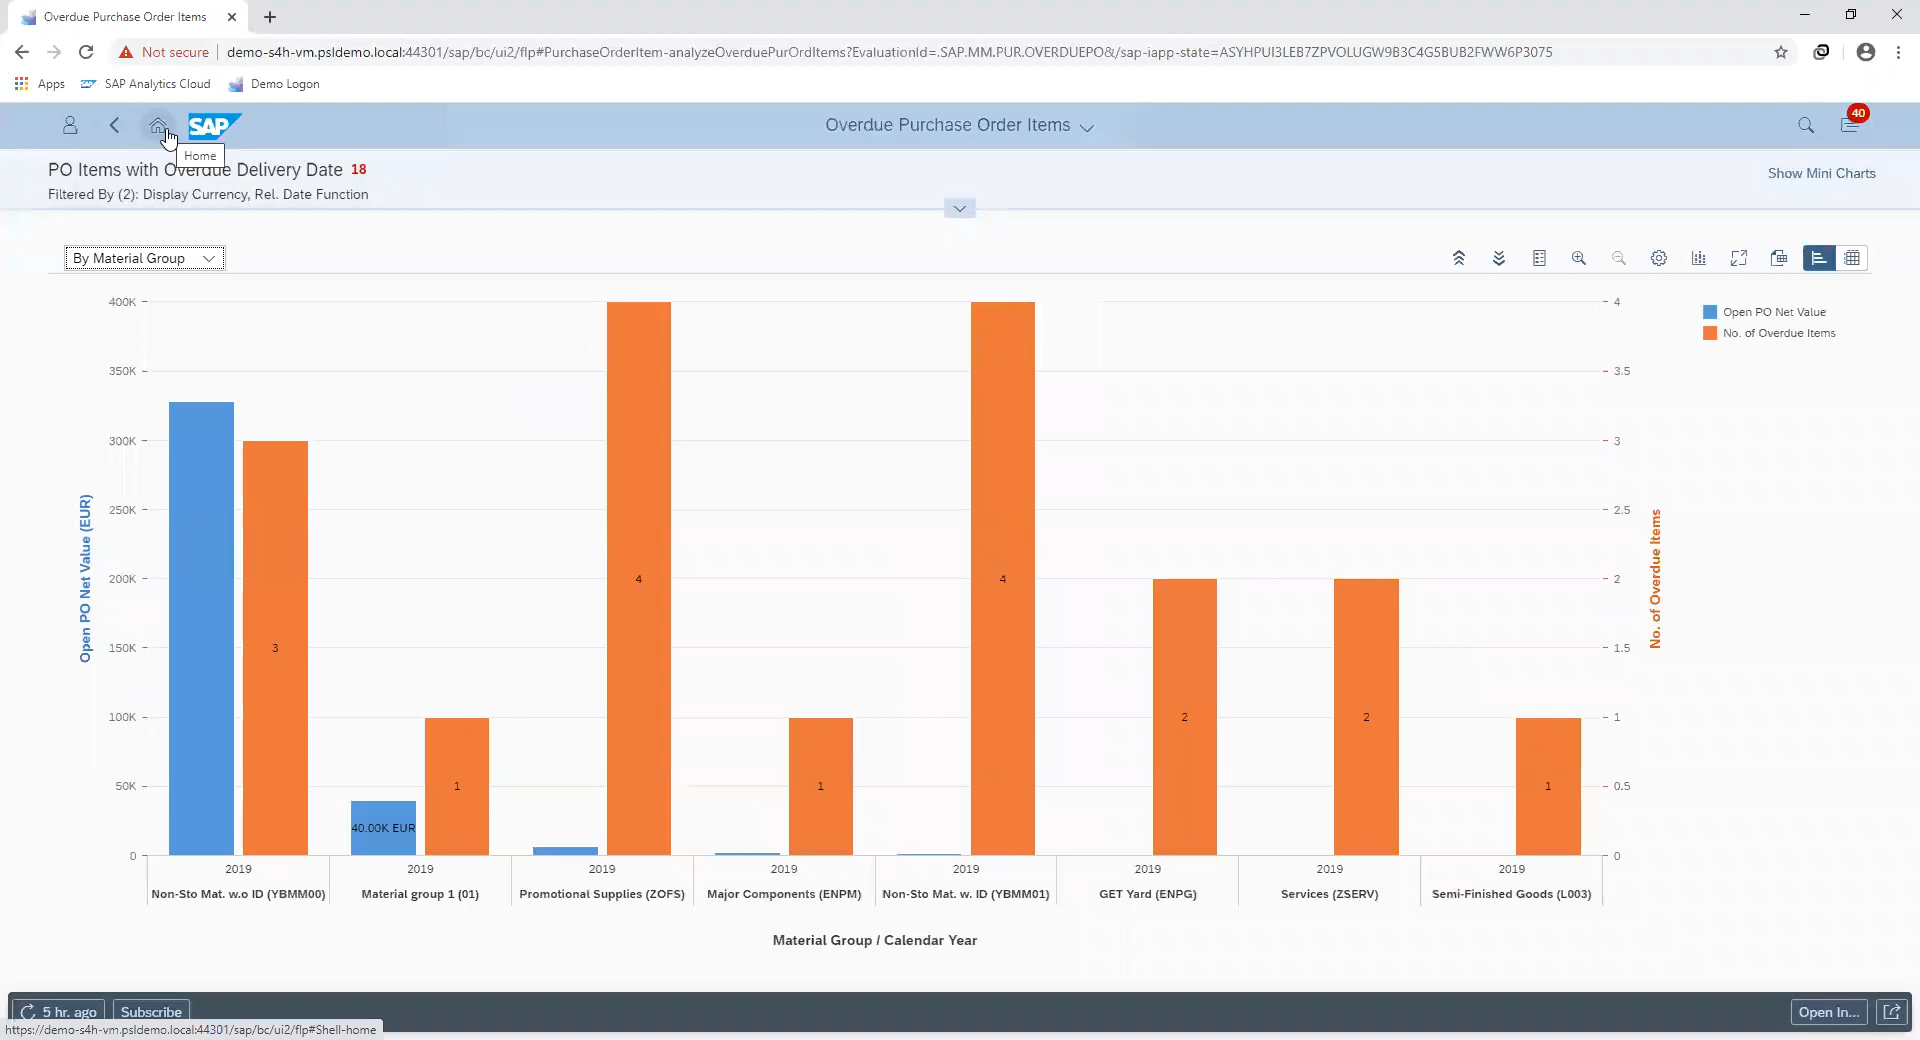 Overdue Purchase Order Items
Not secure
demo-s4h-vm.psldemo.local:44301/sap/bc/ui2/flp#PurchaseOrderItem-analyzeOverduePurOrdItems?EvaluationId=.SAP.MM.PUR.OVERDUEPO&/sap-iapp-state=ASYHPUI3LEB7ZPVOLUGW9B3C4G5BUB2FWW6P3075
Apps SAP Analytics Cloud Demo Logon
SAP Overdue Purchase Order Items 40
Home
PO Items with Overdue Delivery Date 18
Show Mini Charts
Filtered By (2): Display Currency, Rel. Date Function
By Material Group
400K 4
Open PO Net Value
No. of Overdue Items
350K 3.5
300K 3
250K 2.5
200K 4 4 2
150K 3 1.5
100K 2 2 1
50K 1 1 1 0.5
40.00K EUR
0 0
Open PO Net Value (EUR)
No. of Overdue Items
2019 2019 2019 2019 2019 2019 2019 2019
Non-Sto Mat. w.o ID (YBMM00) Material group 1 (01) Promotional Supplies (ZOFS) Major Components (ENPM) Non-Sto Mat. w. ID (YBMM01) GET Yard (ENPG) Services (ZSERV) Semi-Finished Goods (L003)
Material Group / Calendar Year
5 hr. ago Subscribe Open In...
https://demo-s4h-vm.psldemo.local:44301/sap/bc/ui2/flp#Shell-home